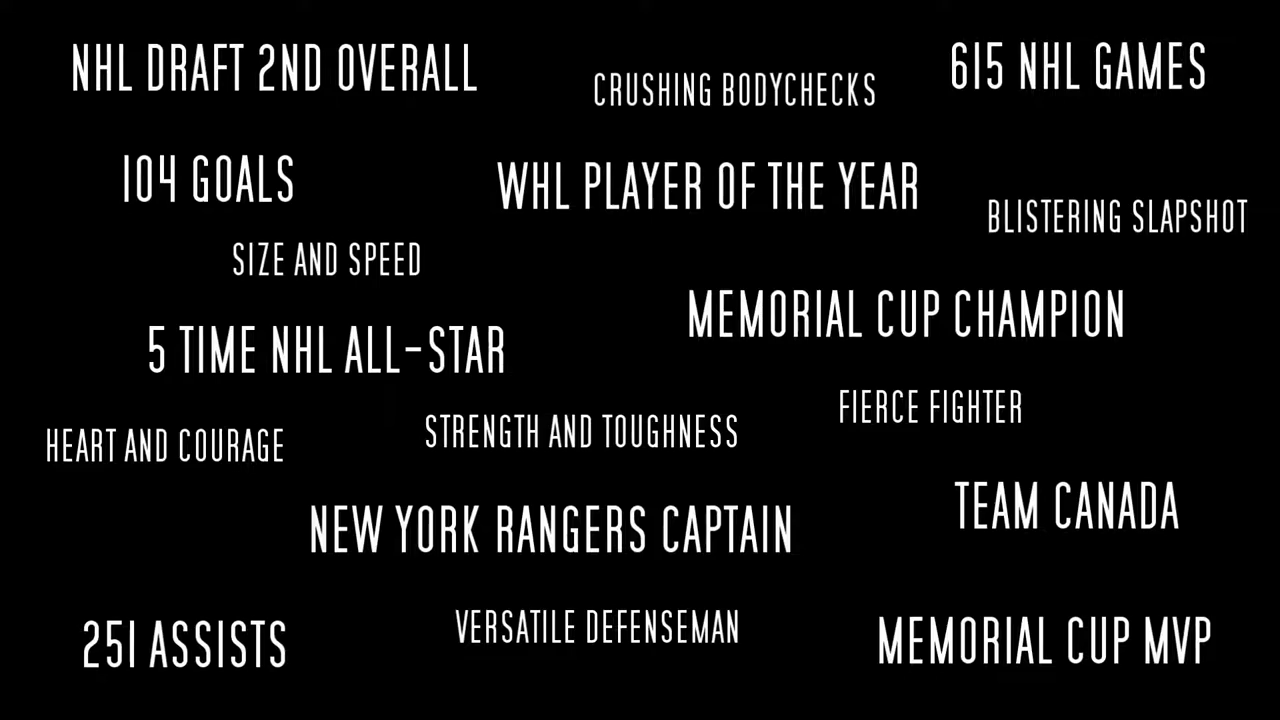 NHL DRAFT 2ND OVERALL
CRUSHING BODYCHECKS
615 NHL GAMES
104 GOALS
WHL PLAYER OF THE YEAR
BLISTERING SLAPSHOT
SIZE AND SPEED
MEMORIAL CUP CHAMPION
5 TIME NHL ALL-STAR
FIERCE FIGHTER
HEART AND COURAGE
STRENGTH AND TOUGHNESS
TEAM CANADA
NEW YORK RANGERS CAPTAIN
251 ASSISTS
VERSATILE DEFENSEMAN
MEMORIAL CUP MVP